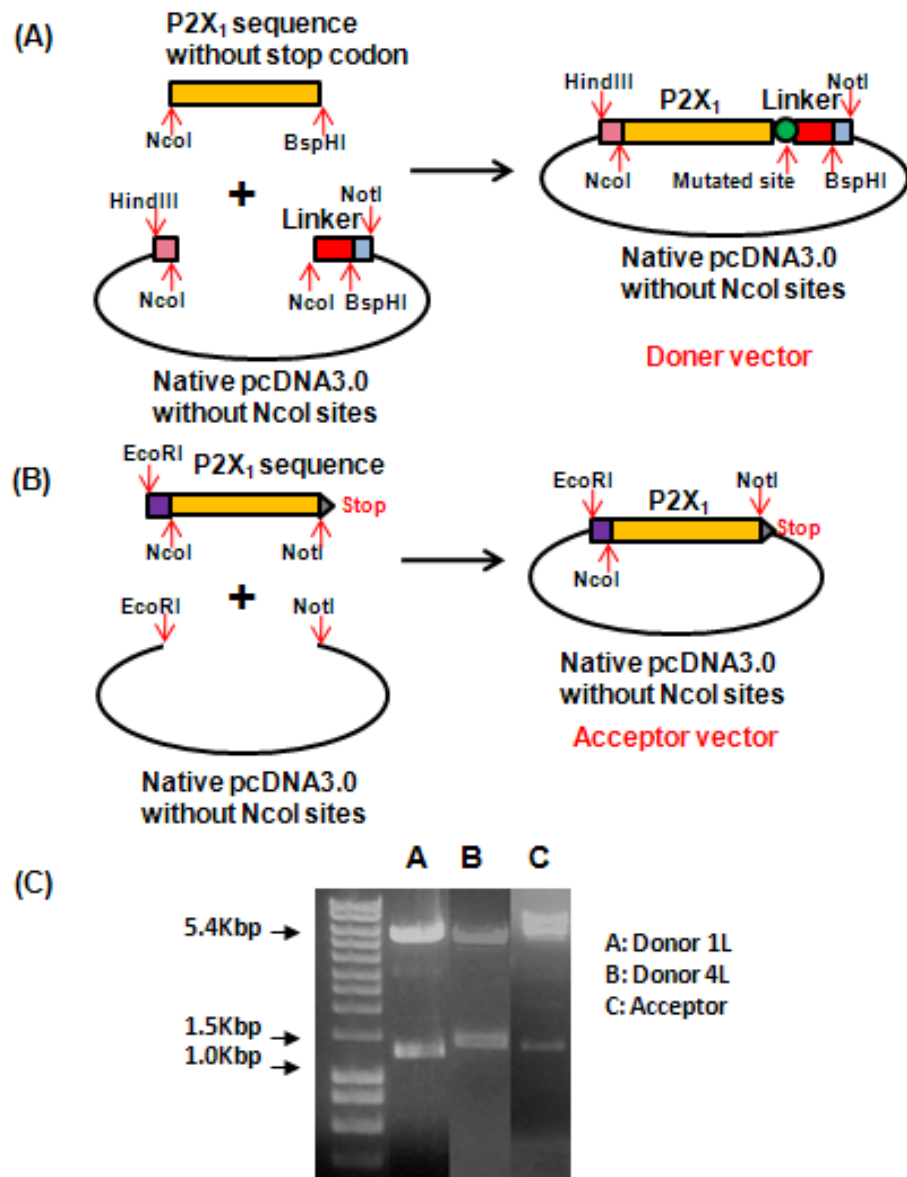 (A)
P2X₁ sequence
without stop codon
NcoI
BspHI
+
HindIII
Linker
NotI
NcoI
NcoI
BspHI
Native pcDNA3.0
without NcoI sites
HindIII
P2X₁
Linker
NotI
NcoI
Mutated site
BspHI
Native pcDNA3.0
without NcoI sites
Doner vector
(B)
EcoRI
P2X₁ sequence
Stop
NcoI
NotI
+
EcoRI
NotI
Native pcDNA3.0
without NcoI sites
EcoRI
P2X₁
NotI
Stop
NcoI
Native pcDNA3.0
without NcoI sites
Acceptor vector
(C)
A B C
5.4Kbp
1.5Kbp
1.0Kbp
A: Donor 1L
B: Donor 4L
C: Acceptor